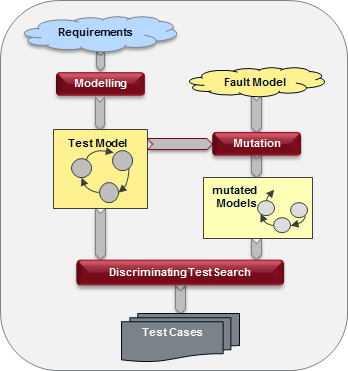 Requirements
Modelling
Fault Model
Test Model
Mutation
mutated
Models
Discriminating Test Search
Test Cases